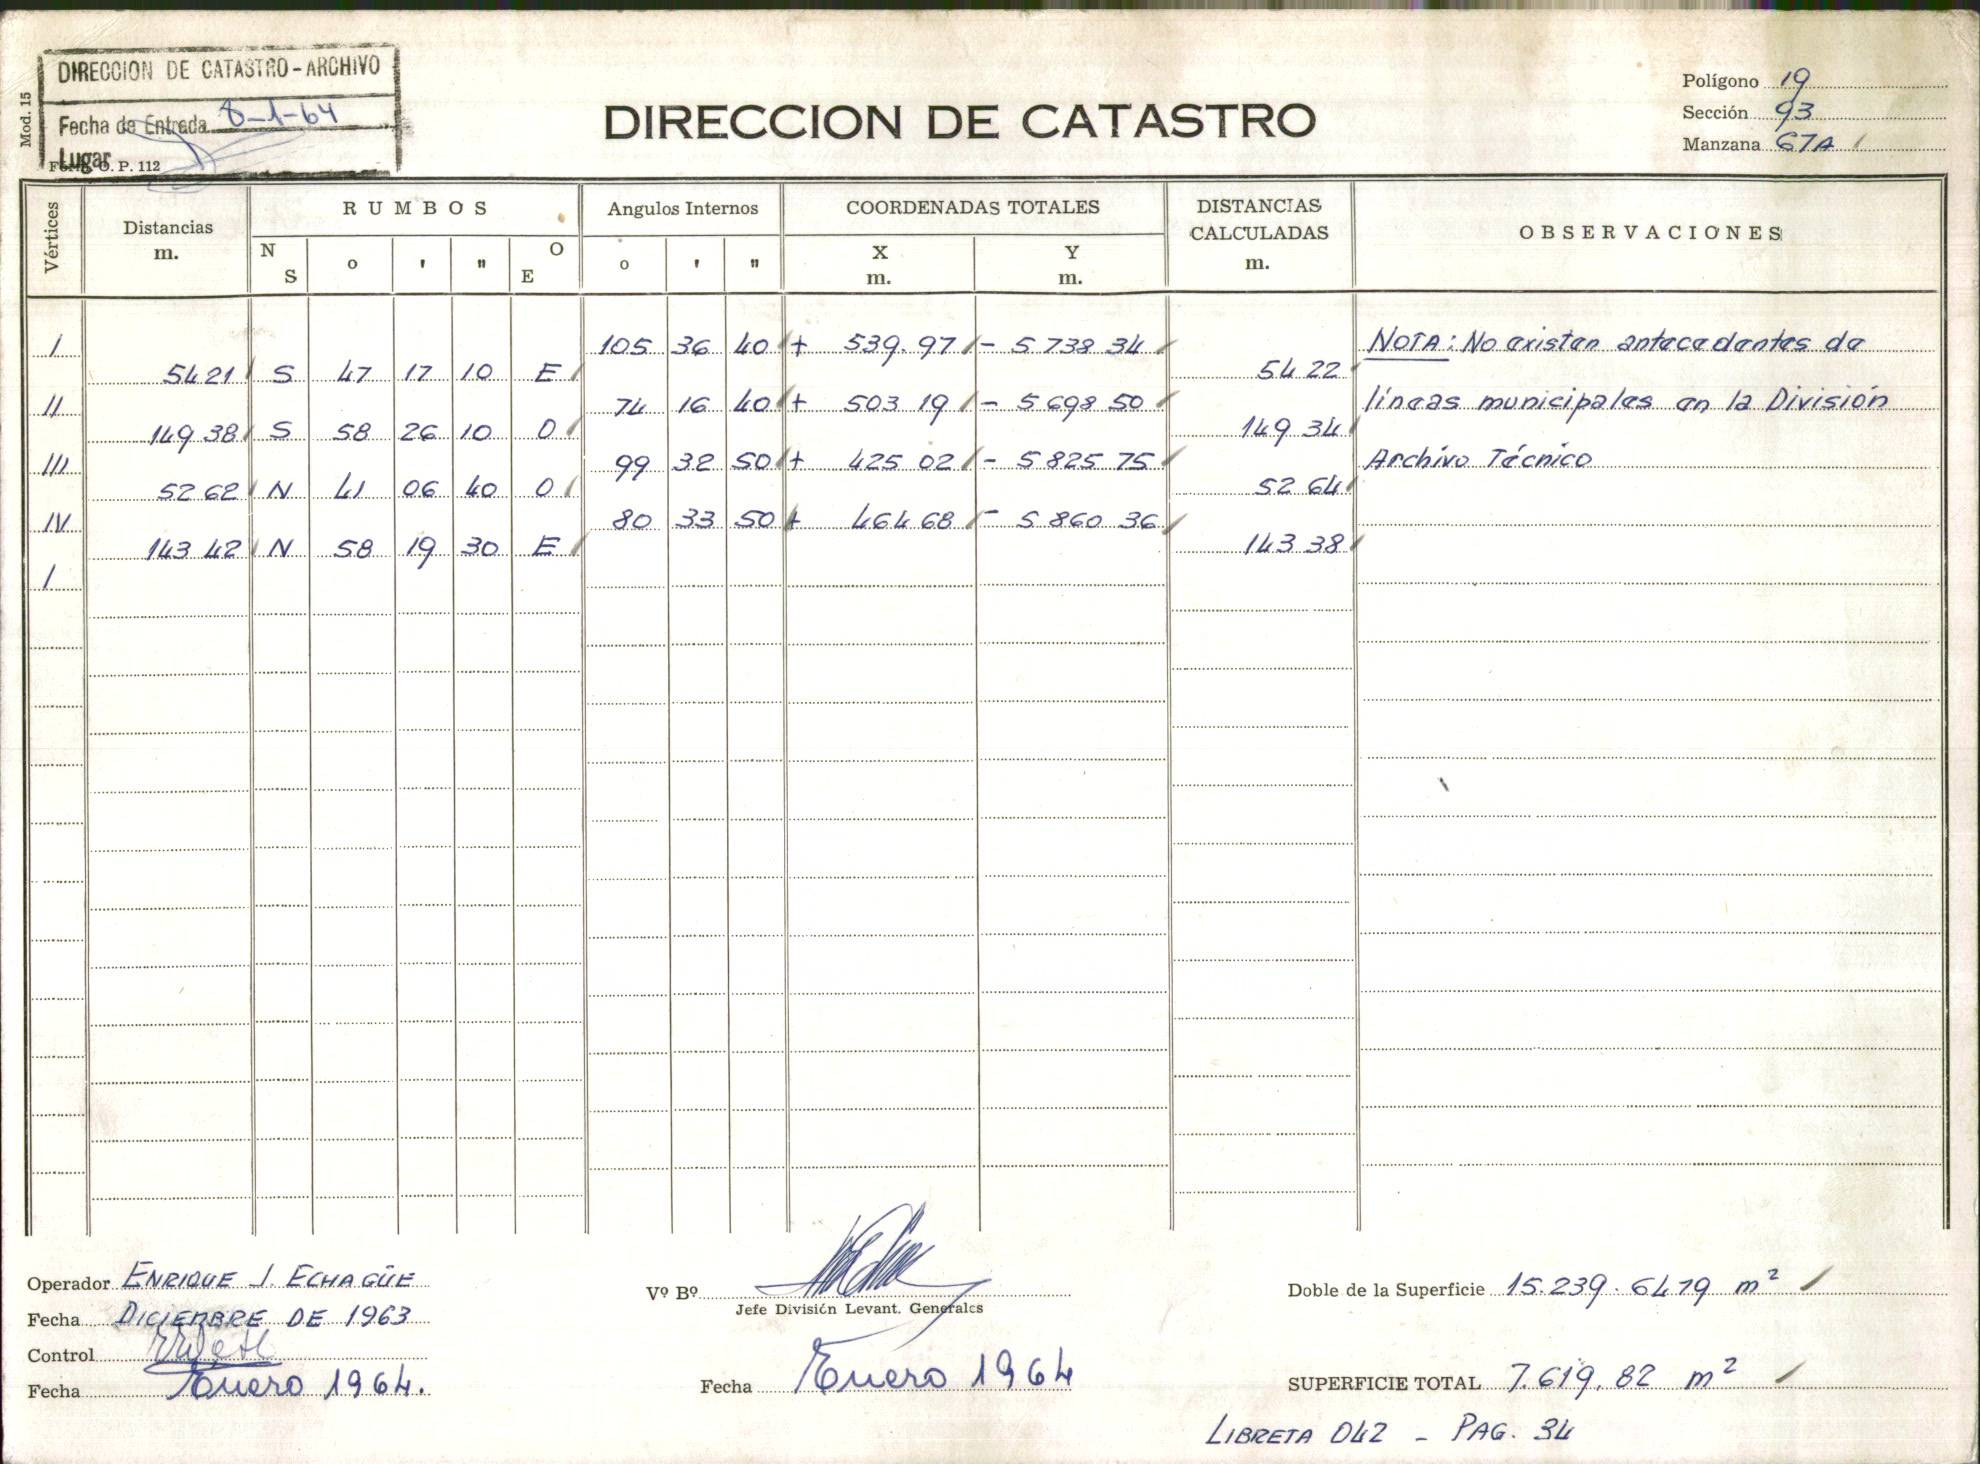 DIRECCION DE CATASTRO - ARCHIVO
Fecha de Entrada 8-1-64
Lugar
Mod. 15
Form. O. P. 112
DIRECCION DE CATASTRO
Polígono 19
Sección 93
Manzana 67A
Vértices
Distancias m.
RUMBOS
N S o ' " O E
Angulos Internos
o ' "
COORDENADAS TOTALES
X m. Y m.
DISTANCIAS CALCULADAS m.
OBSERVACIONES
I 105 36 40 + 539.97 - 5738 34 NOTA: No existen antecedentes de
54 21 S 47 17 10 E 54 22
II 74 16 40 + 503 19 - 5698 50 líneas municipales en la División
149 38 S 58 26 10 O 149 34
III 99 32 50 + 425 02 - 5825 75 Archivo Técnico
52 62 N 41 06 40 O 52 64
IV 80 33 50 + 464 68 - 5860 36
143 42 N 58 19 30 E 143 38
I
Operador ENRIQUE J. ECHAGÜE
Fecha DICIEMBRE DE 1963
Control
Fecha Enero 1964.
Vº Bº
Jefe División Levant. Generales
Fecha Enero 1964
Doble de la Superficie 15.239.6479 m²
SUPERFICIE TOTAL 7.619,82 m²
LIBRETA 042 - PAG. 34